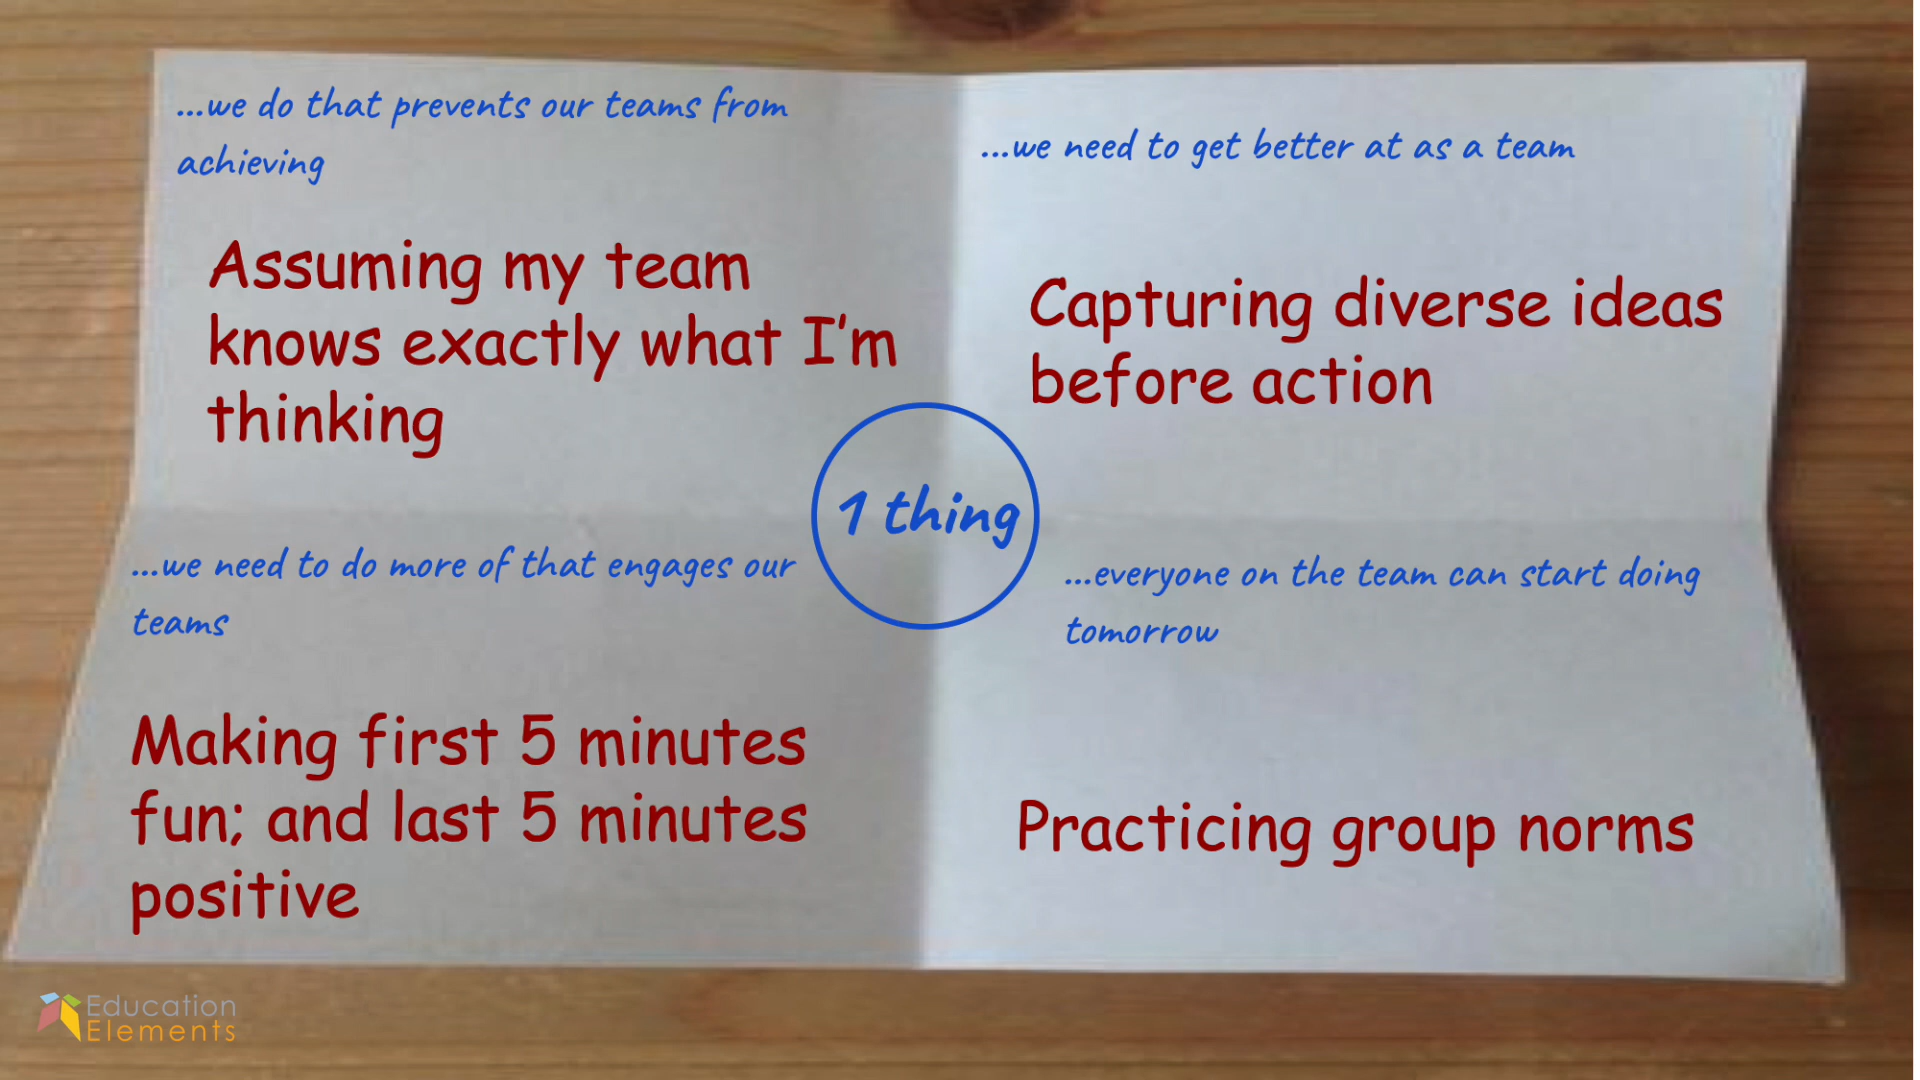 ...we do that prevents our teams from
achieving
Assuming my team
knows exactly what I'm
thinking
...we need to get better at as a team
Capturing diverse ideas
before action
1 thing
...we need to do more of that engages our
teams
Making first 5 minutes
fun; and last 5 minutes
positive
...everyone on the team can start doing
tomorrow
Practicing group norms
Education
Elements